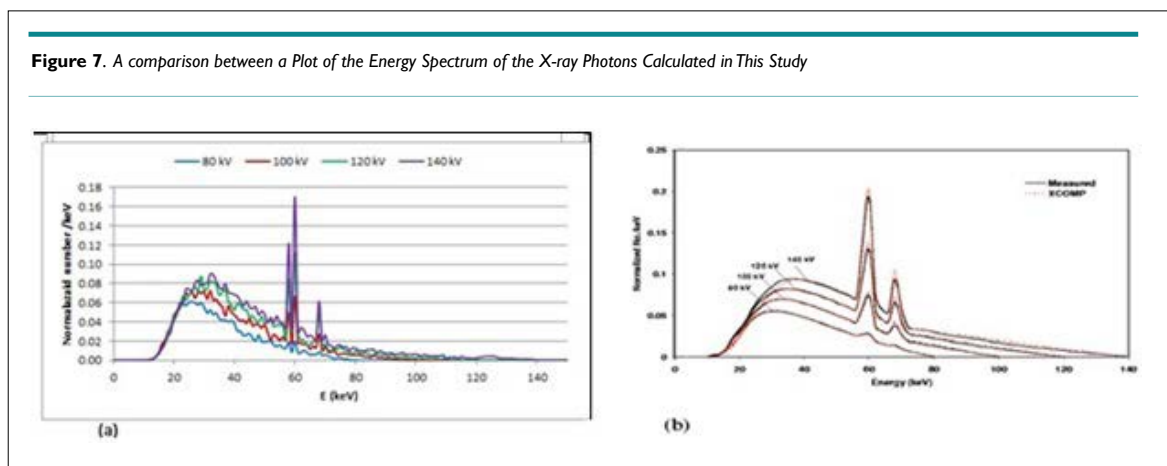 Figure 7. A comparison between a Plot of the Energy Spectrum of the X-ray Photons Calculated in This Study
80 kV 100 kV 120 kV 140 kV
0.18
0.16
0.14
0.12
0.10
0.08
0.06
0.04
0.02
0.00
Normalazaid number /keV
0 20 40 60 80 100 120 140
E (keV)
(a)
0.25
0.2
0.15
0.1
0.05
0
Measured
XCOMP
140 kV
120 kV
100 kV
80 kV
0 20 40 60 80 100 120 140
Energy (keV)
(b)